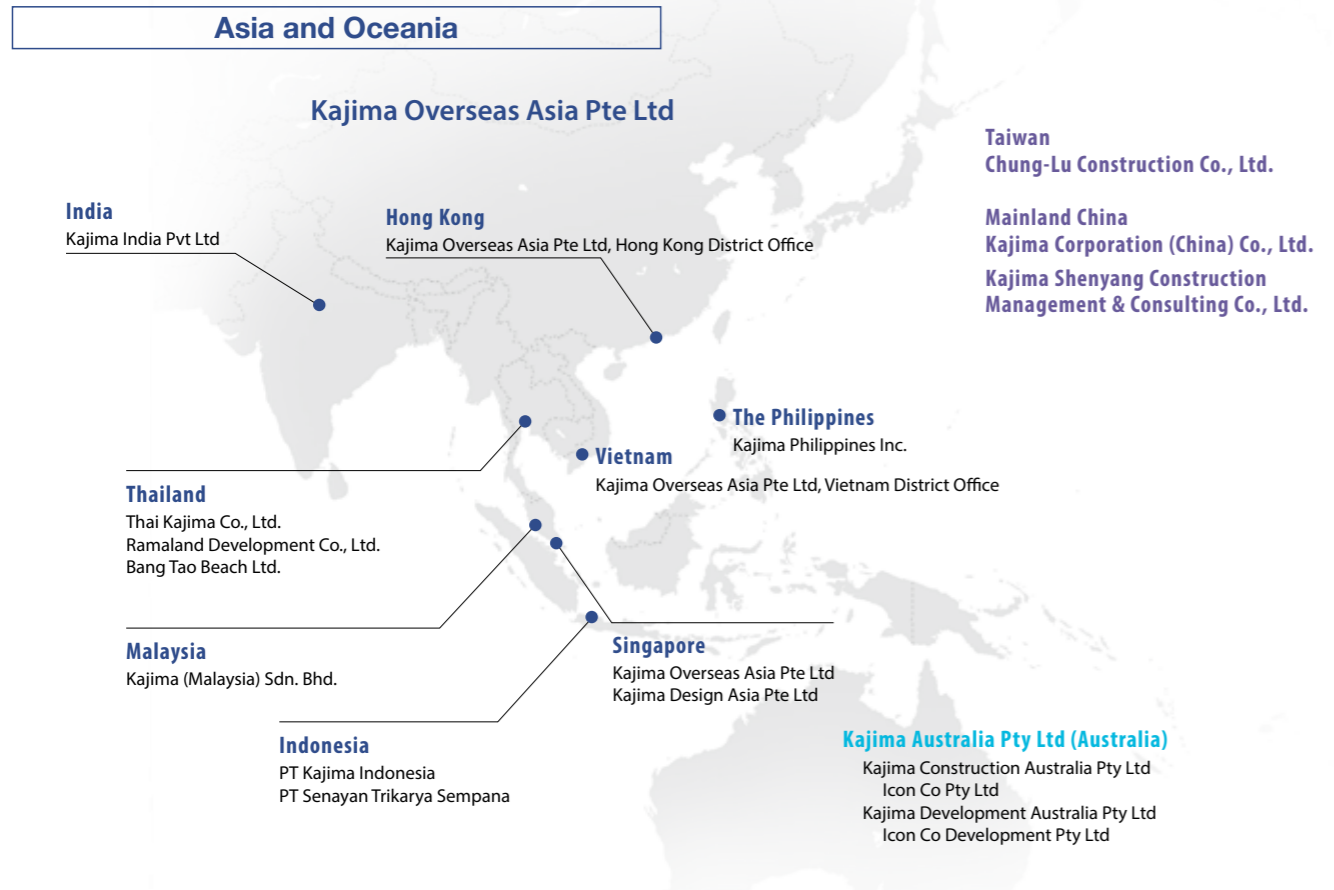 Asia and Oceania
Kajima Overseas Asia Pte Ltd
Taiwan
Chung-Lu Construction Co., Ltd.
Mainland China
Kajima Corporation (China) Co., Ltd.
Kajima Shenyang Construction
Management & Consulting Co., Ltd.
India
Kajima India Pvt Ltd
Hong Kong
Kajima Overseas Asia Pte Ltd, Hong Kong District Office
The Philippines
Kajima Philippines Inc.
Vietnam
Kajima Overseas Asia Pte Ltd, Vietnam District Office
Thailand
Thai Kajima Co., Ltd.
Ramaland Development Co., Ltd.
Bang Tao Beach Ltd.
Malaysia
Kajima (Malaysia) Sdn. Bhd.
Singapore
Kajima Overseas Asia Pte Ltd
Kajima Design Asia Pte Ltd
Indonesia
PT Kajima Indonesia
PT Senayan Trikarya Sempana
Kajima Australia Pty Ltd (Australia)
Kajima Construction Australia Pty Ltd
Icon Co Pty Ltd
Kajima Development Australia Pty Ltd
Icon Co Development Pty Ltd